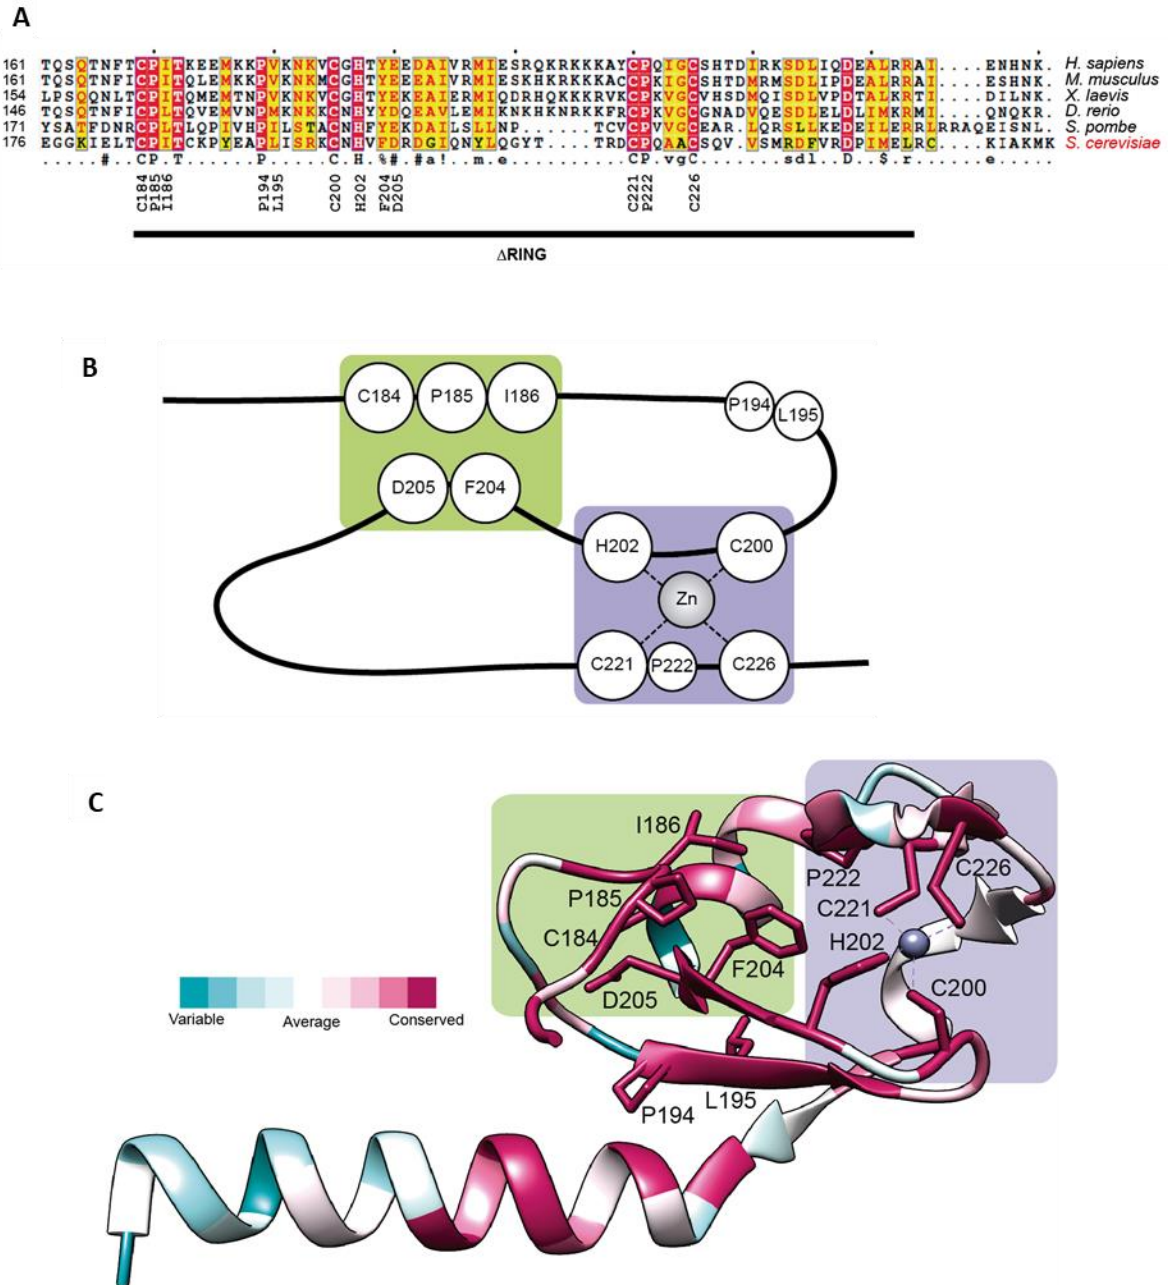 A
161 TQSQTNFTCPITKEEMKKPVKNKVCGHTYEEDAIVRMIESRQKRKKKAYCPQIGCSHTDIRKSDLIQDEALRRAI....ENHNK. H. sapiens
161 TQSQTNFICPITQLEMKKPVKNKMCGHTYEEEAIVRMIESKHKRKKKACCPKIGCSHTDMRMSDLIPDEALRRAI....ESHNK. M. musculus
154 LPSQQNLTCPITQMEMTNPVKNKVCGHTYEKEAIERMIQDRHQKKKRVKCPKVGCVHSDMQISDLVPDTALKRTI....DILNK. X. laevis
146 TQSNTNFTCPITQVEMVNPMKNKVCNHYYDQEAVLEMIKNKHKNRKKFRCPKVGCGNADVQESDLELDLIMKRML....QNQKR. D. rerio
171 YSATFDNRCPLTLQPIVHPILSTACNHFYEKDAILSLLNP.......TCVCPVVGCEAR.LQRSLLKEDEILERRLRRAQEISNL. S. pombe
176 EGGKIELTCPITCKPYEAPLISRKCNHVFDRDGIQNYLQGYT....TRDCPQAACSQV.VSMRDFVRDPIMELRC....KIAKMK S. cerevisiae
.....#..CP.T......P.....C.H.%#.#a!...m.e..........CP.vgC.......sdl..D..$.r......e.....
C184 P185 I186 P194 L195 C200 H202 F204 D205 C221 P222 C226
ΔRING
B
C184 P185 I186 P194 L195
D205 F204
H202 C200
Zn
C221 P222 C226
C
I186
P185
C184
D205
F204
P222
C226
C221
H202
C200
L195
P194
Variable Average Conserved